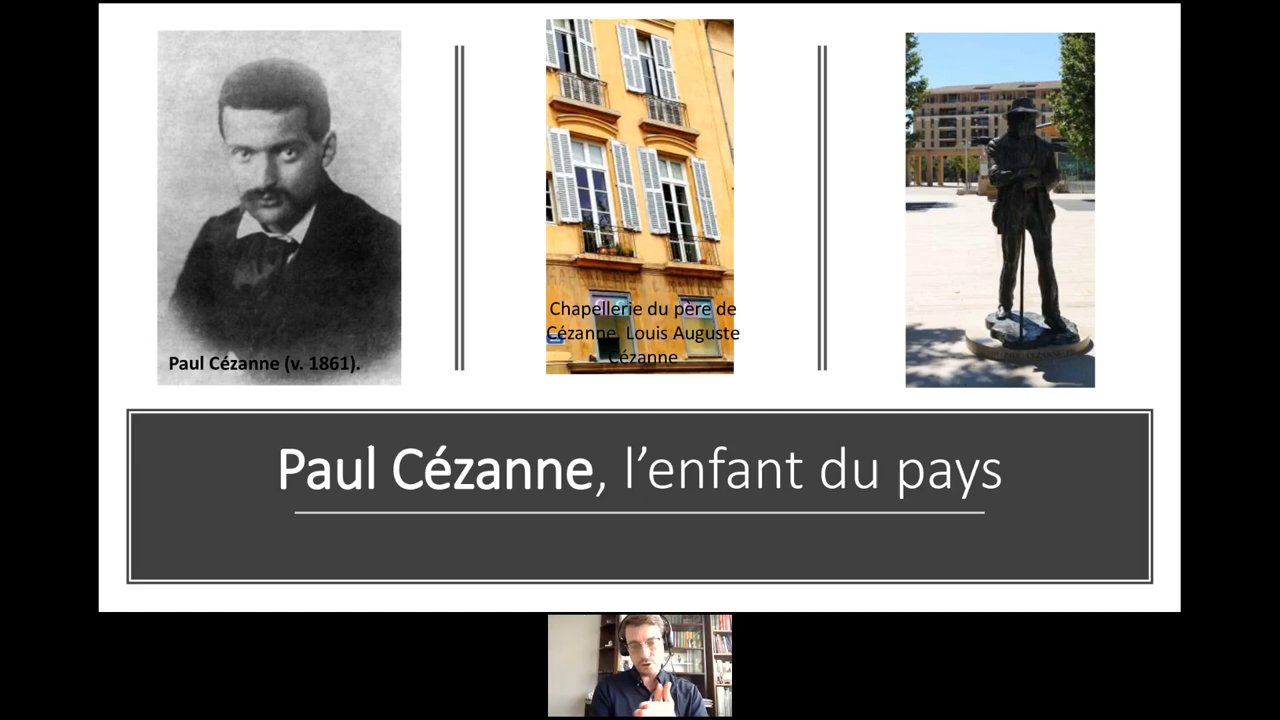 Paul Cézanne (v. 1861).
Chapellerie du père de
Cézanne, Louis Auguste
Cézanne
Paul Cézanne, l’enfant du pays